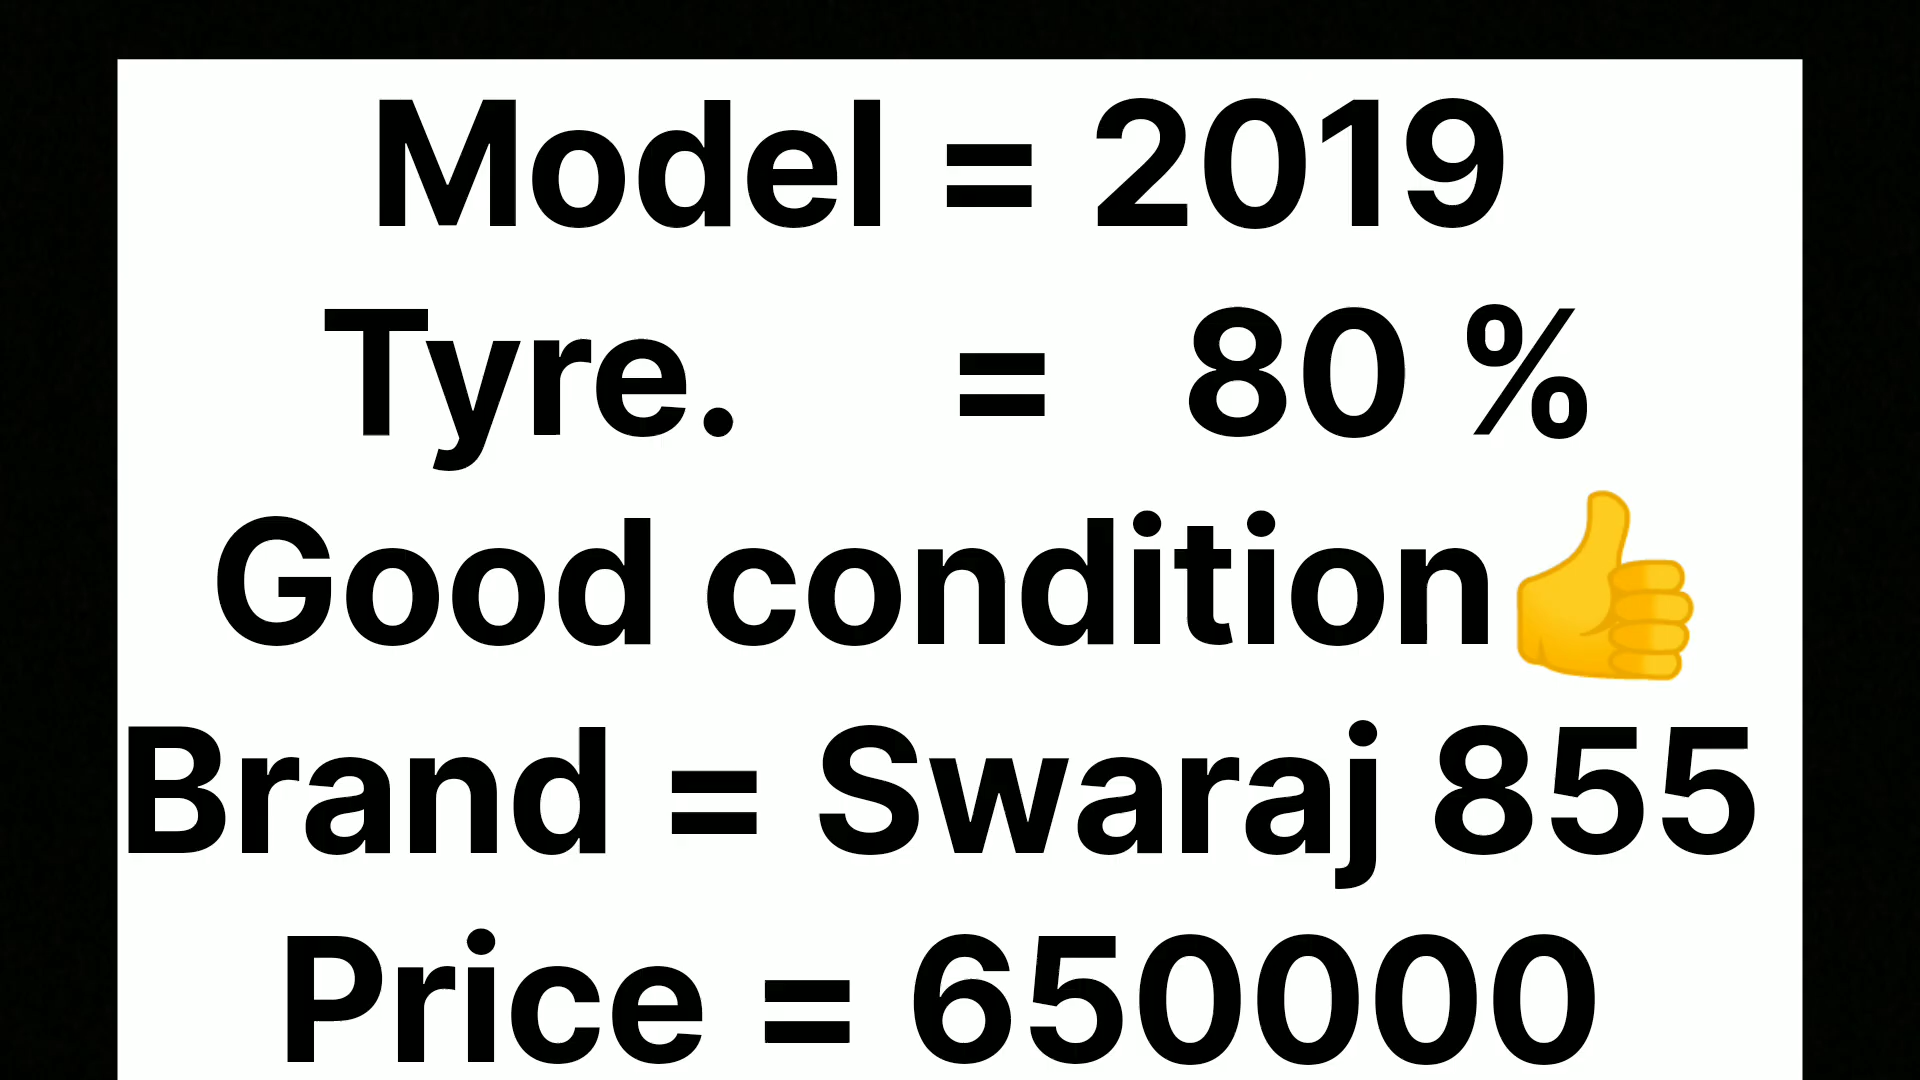 Model = 2019
Tyre. = 80 %
Good condition👍
Brand = Swaraj 855
Price = 650000